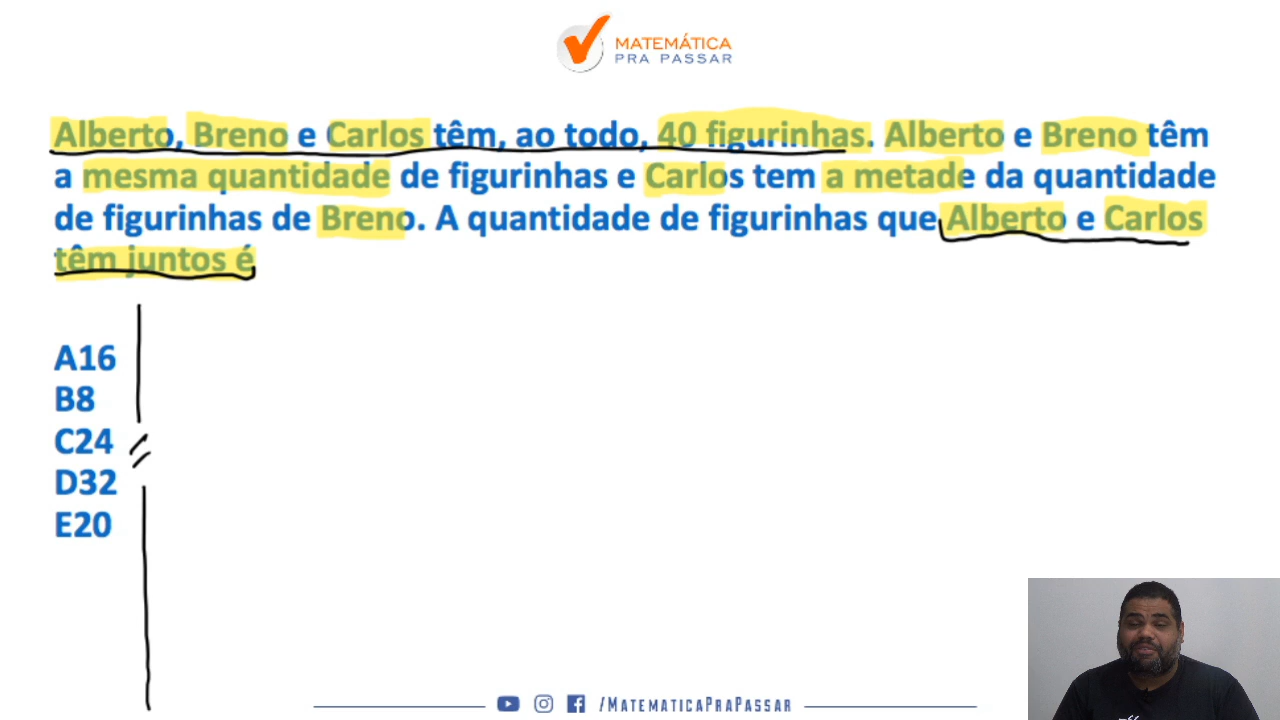 MATEMÁTICA
PRA PASSAR
Alberto, Breno e Carlos têm, ao todo, 40 figurinhas. Alberto e Breno têm
a mesma quantidade de figurinhas e Carlos tem a metade da quantidade
de figurinhas de Breno. A quantidade de figurinhas que Alberto e Carlos
têm juntos é
A16
B8
C24
D32
E20
/MatematicaPraPassar